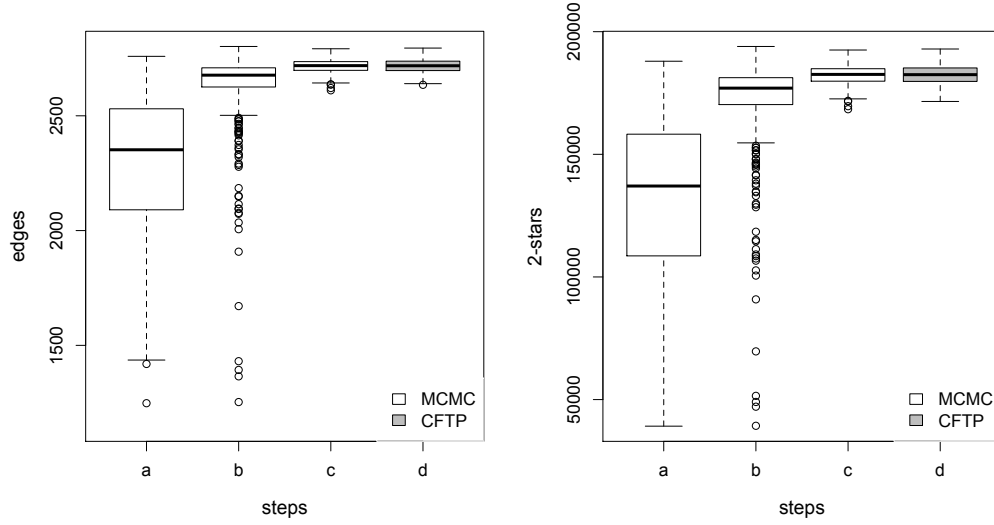 edges
2500
2000
1500
MCMC
CFTP
a b c d
steps
2-stars
200000
150000
100000
50000
MCMC
CFTP
a b c d
steps